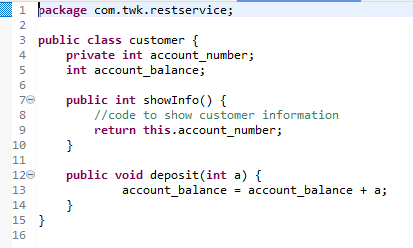 1 package com.twk.restservice;
2
3 public class customer {
4     private int account_number;
5     int account_balance;
6
7     public int showInfo() {
8         //code to show customer information
9         return this.account_number;
10     }
11
12     public void deposit(int a) {
13             account_balance = account_balance + a;
14     }
15 }
16